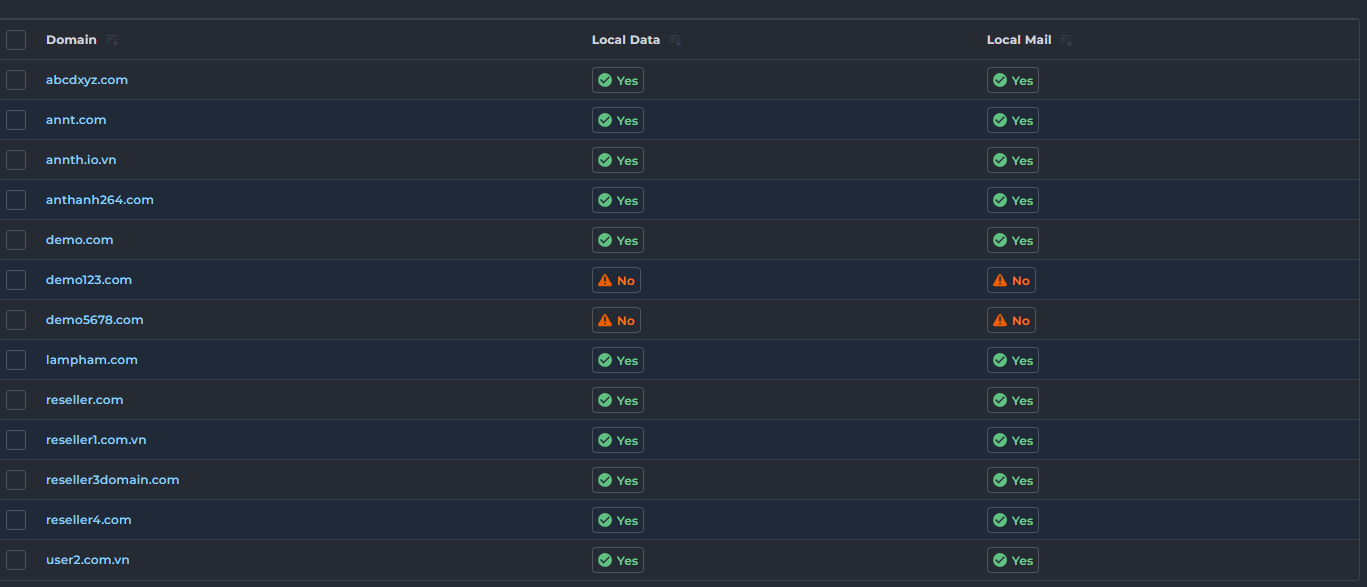 Domain Local Data Local Mail
abcdxyz.com Yes Yes
annt.com Yes Yes
annth.io.vn Yes Yes
anthanh264.com Yes Yes
demo.com Yes Yes
demo123.com No No
demo5678.com No No
lampham.com Yes Yes
reseller.com Yes Yes
reseller1.com.vn Yes Yes
reseller3domain.com Yes Yes
reseller4.com Yes Yes
user2.com.vn Yes Yes